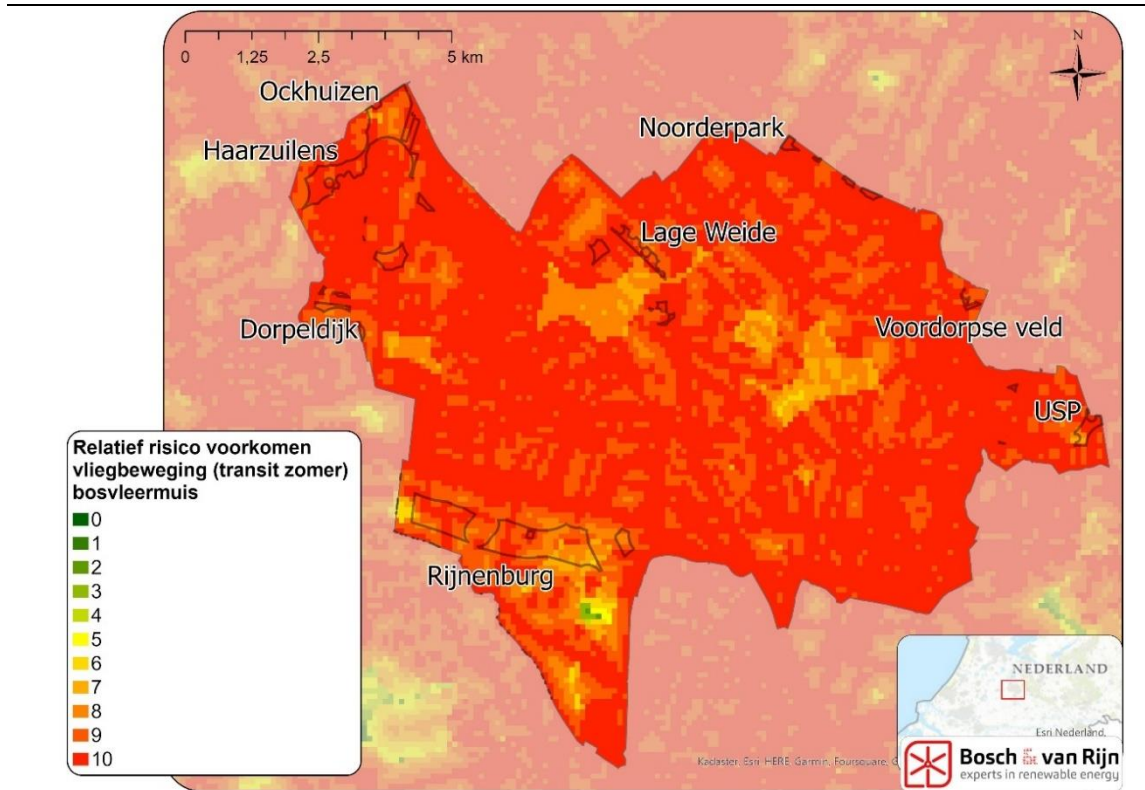 N
0 1,25 2,5 5 km
Ockhuizen
Haarzuilens
Noorderpark
Lage Weide
Dorpeldijk
Voordorpse veld
USP
Rijnenburg
Relatief risico voorkomen
vliegbeweging (transit zomer)
bosvleermuis
0
1
2
3
4
5
6
7
8
9
10
NEDERLAND
Esri Nederland,
Kadaster, Esri, HERE, Garmin, Foursquare,
Bosch & van Rijn
experts in renewable energy